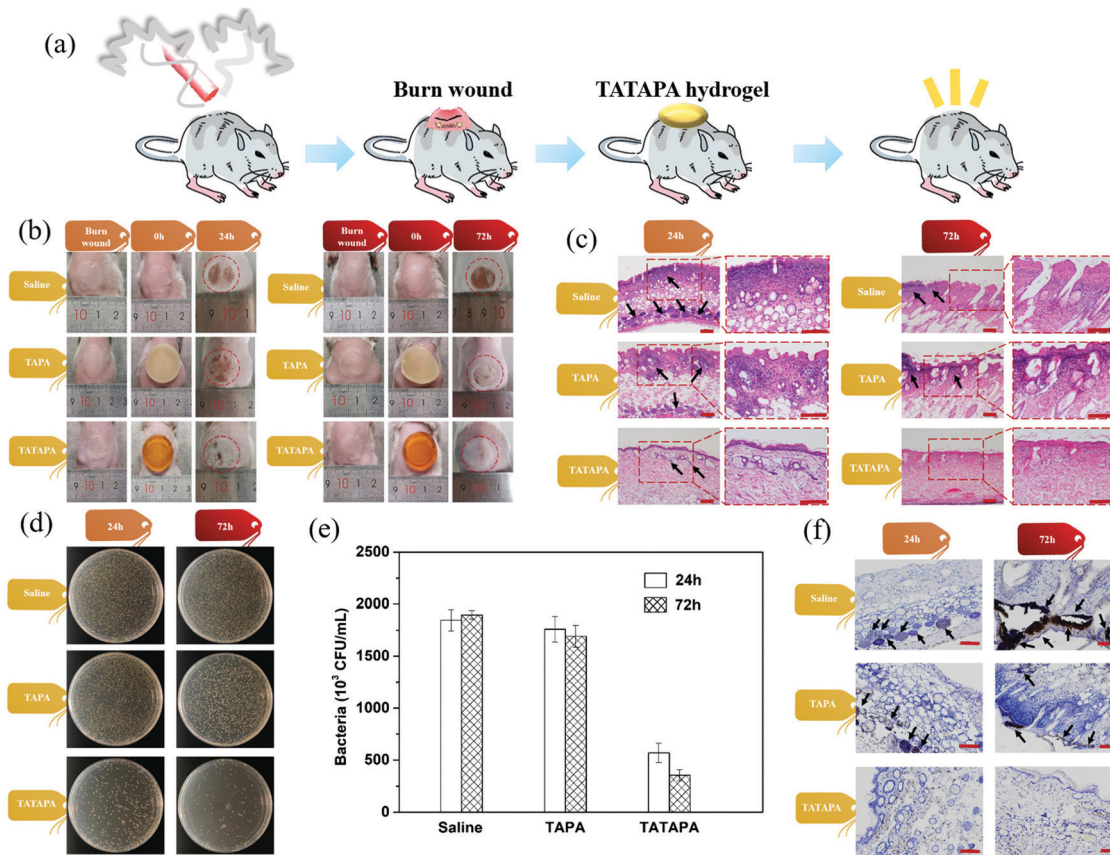 (a)
Burn wound
TATAPA hydrogel
(b)
Burn
wound
0h
24h
Burn
wound
0h
72h
Saline
Saline
TAPA
TAPA
TATAPA
TATAPA
(c)
24h
72h
Saline
Saline
TAPA
TAPA
TATAPA
TATAPA
(d)
24h
72h
Saline
TAPA
TATAPA
(e)
Bacteria (10³ CFU/mL)
2500
2000
1500
1000
500
0
24h
72h
Saline
TAPA
TATAPA
(f)
24h
72h
Saline
TAPA
TATAPA